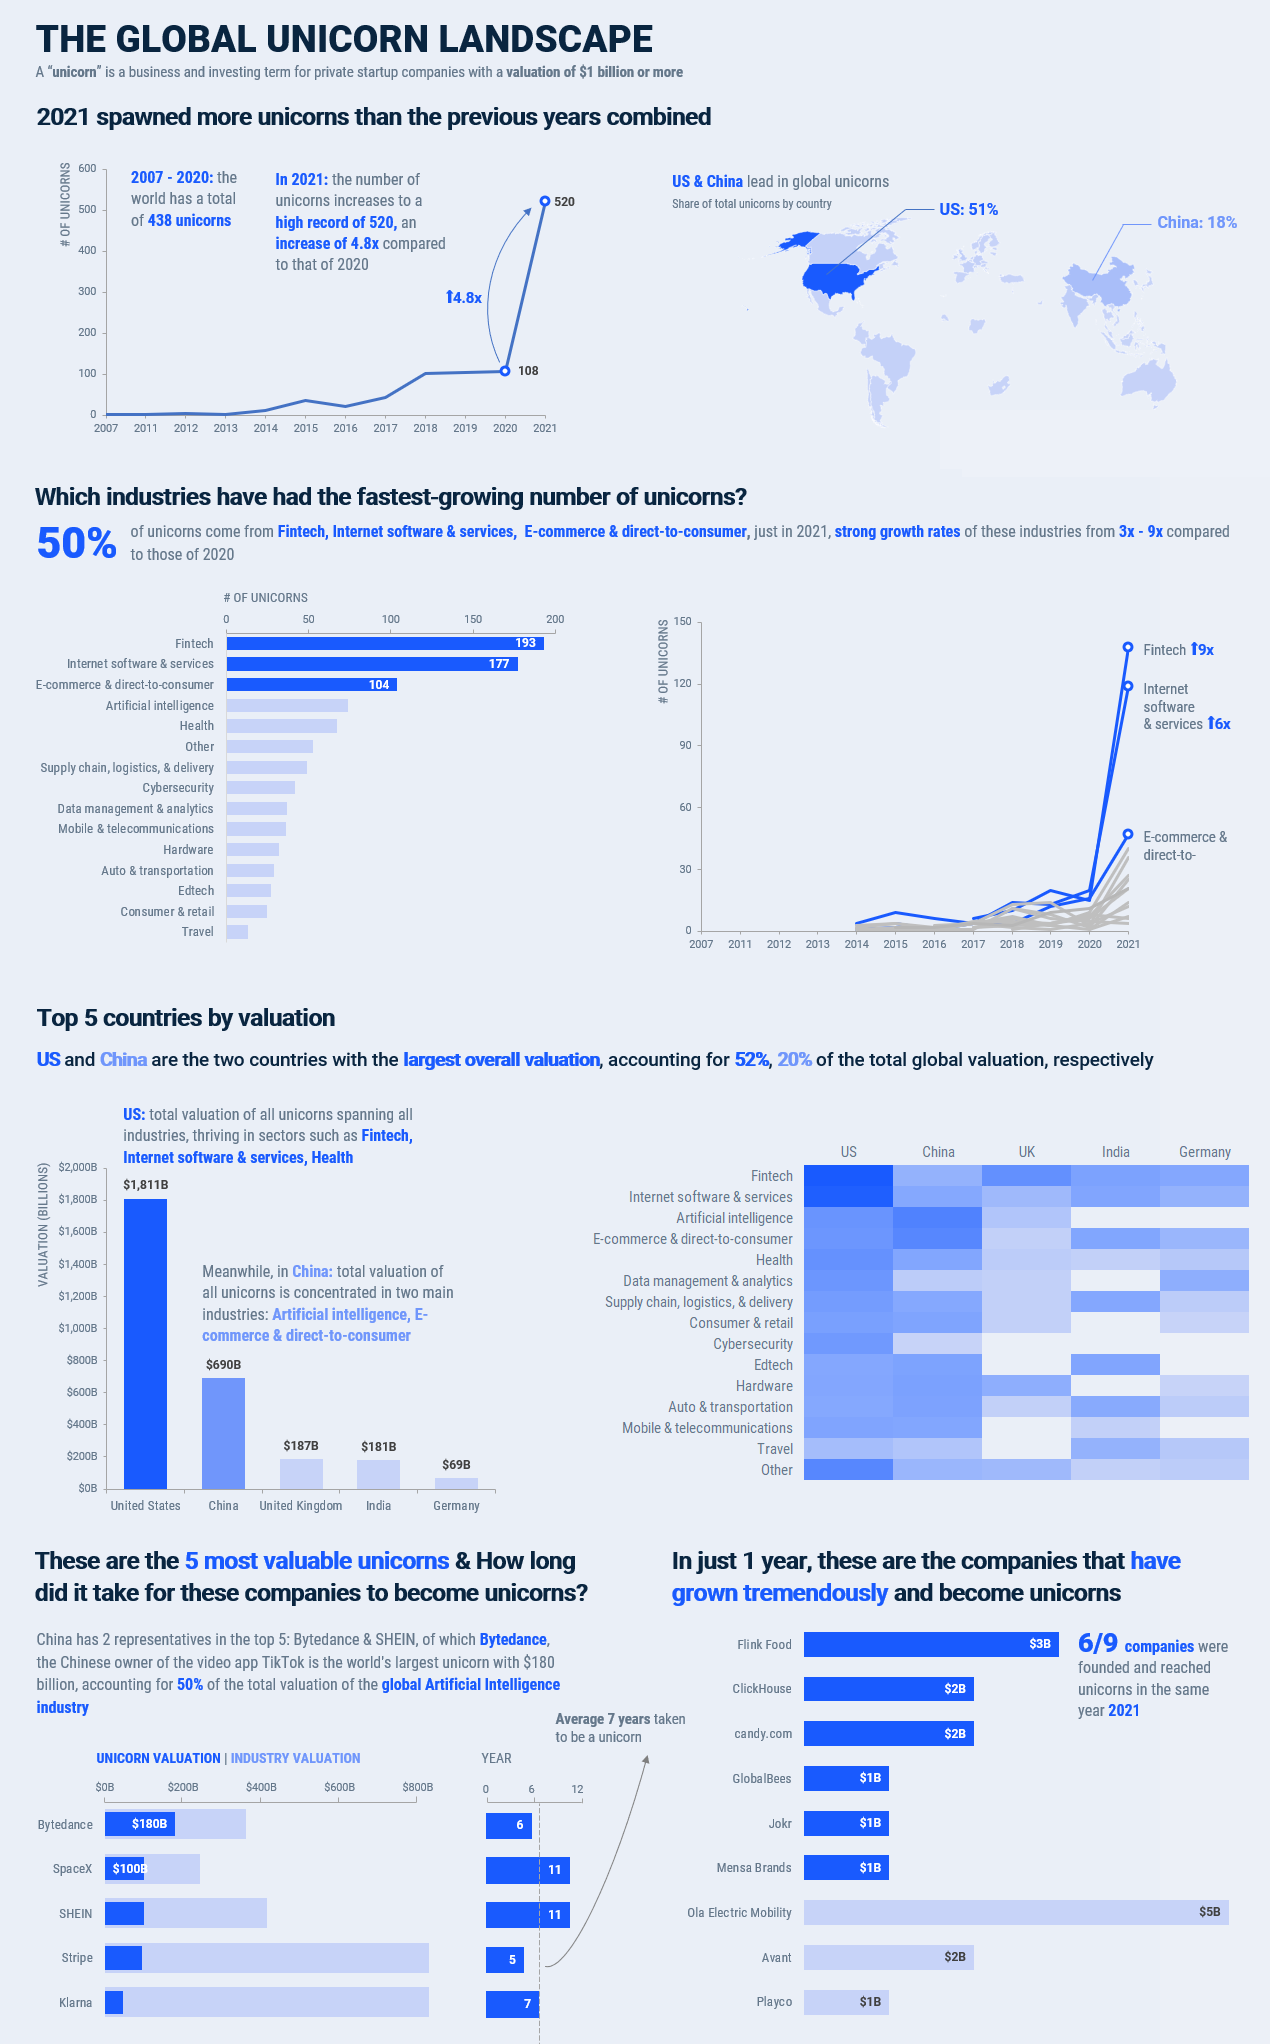 THE GLOBAL UNICORN LANDSCAPE
A “unicorn” is a business and investing term for private startup companies with a valuation of $1 billion or more
2021 spawned more unicorns than the previous years combined
# OF UNICORNS
600
500
400
300
200
100
0
2007 2011 2012 2013 2014 2015 2016 2017 2018 2019 2020 2021
2007 - 2020: the
world has a total
of 438 unicorns
In 2021: the number of
unicorns increases to a
high record of 520, an
increase of 4.8x compared
to that of 2020
⬆4.8x
520
108
US & China lead in global unicorns
Share of total unicorns by country
US: 51%
China: 18%
Which industries have had the fastest-growing number of unicorns?
50%
of unicorns come from Fintech, Internet software & services, E-commerce & direct-to-consumer, just in 2021, strong growth rates of these industries from 3x - 9x compared
to those of 2020
# OF UNICORNS
0 50 100 150 200
Fintech 193
Internet software & services 177
E-commerce & direct-to-consumer 104
Artificial intelligence
Health
Other
Supply chain, logistics, & delivery
Cybersecurity
Data management & analytics
Mobile & telecommunications
Hardware
Auto & transportation
Edtech
Consumer & retail
Travel
# OF UNICORNS
150
120
90
60
30
0
2007 2011 2012 2013 2014 2015 2016 2017 2018 2019 2020 2021
Fintech ⬆9x
Internet
software
& services ⬆6x
E-commerce &
direct-to-
Top 5 countries by valuation
US and China are the two countries with the largest overall valuation, accounting for 52%, 20% of the total global valuation, respectively
US: total valuation of all unicorns spanning all
industries, thriving in sectors such as Fintech,
Internet software & services, Health
VALUATION (BILLIONS)
$2,000B
$1,800B
$1,600B
$1,400B
$1,200B
$1,000B
$800B
$600B
$400B
$200B
$0B
$1,811B
Meanwhile, in China: total valuation of
all unicorns is concentrated in two main
industries: Artificial intelligence, E-
commerce & direct-to-consumer
$690B
$187B
$181B
$69B
United States China United Kingdom India Germany
US China UK India Germany
Fintech
Internet software & services
Artificial intelligence
E-commerce & direct-to-consumer
Health
Data management & analytics
Supply chain, logistics, & delivery
Consumer & retail
Cybersecurity
Edtech
Hardware
Auto & transportation
Mobile & telecommunications
Travel
Other
These are the 5 most valuable unicorns & How long
did it take for these companies to become unicorns?
China has 2 representatives in the top 5: Bytedance & SHEIN, of which Bytedance,
the Chinese owner of the video app TikTok is the world's largest unicorn with $180
billion, accounting for 50% of the total valuation of the global Artificial Intelligence
industry
Average 7 years taken
to be a unicorn
UNICORN VALUATION | INDUSTRY VALUATION
$0B $200B $400B $600B $800B
YEAR
0 6 12
Bytedance $180B 6
SpaceX $100B 11
SHEIN 11
Stripe 5
Klarna 7
In just 1 year, these are the companies that have
grown tremendously and become unicorns
Flink Food $3B
ClickHouse $2B
candy.com $2B
GlobalBees $1B
Jokr $1B
Mensa Brands $1B
Ola Electric Mobility $5B
Avant $2B
Playco $1B
6/9 companies were
founded and reached
unicorns in the same
year 2021